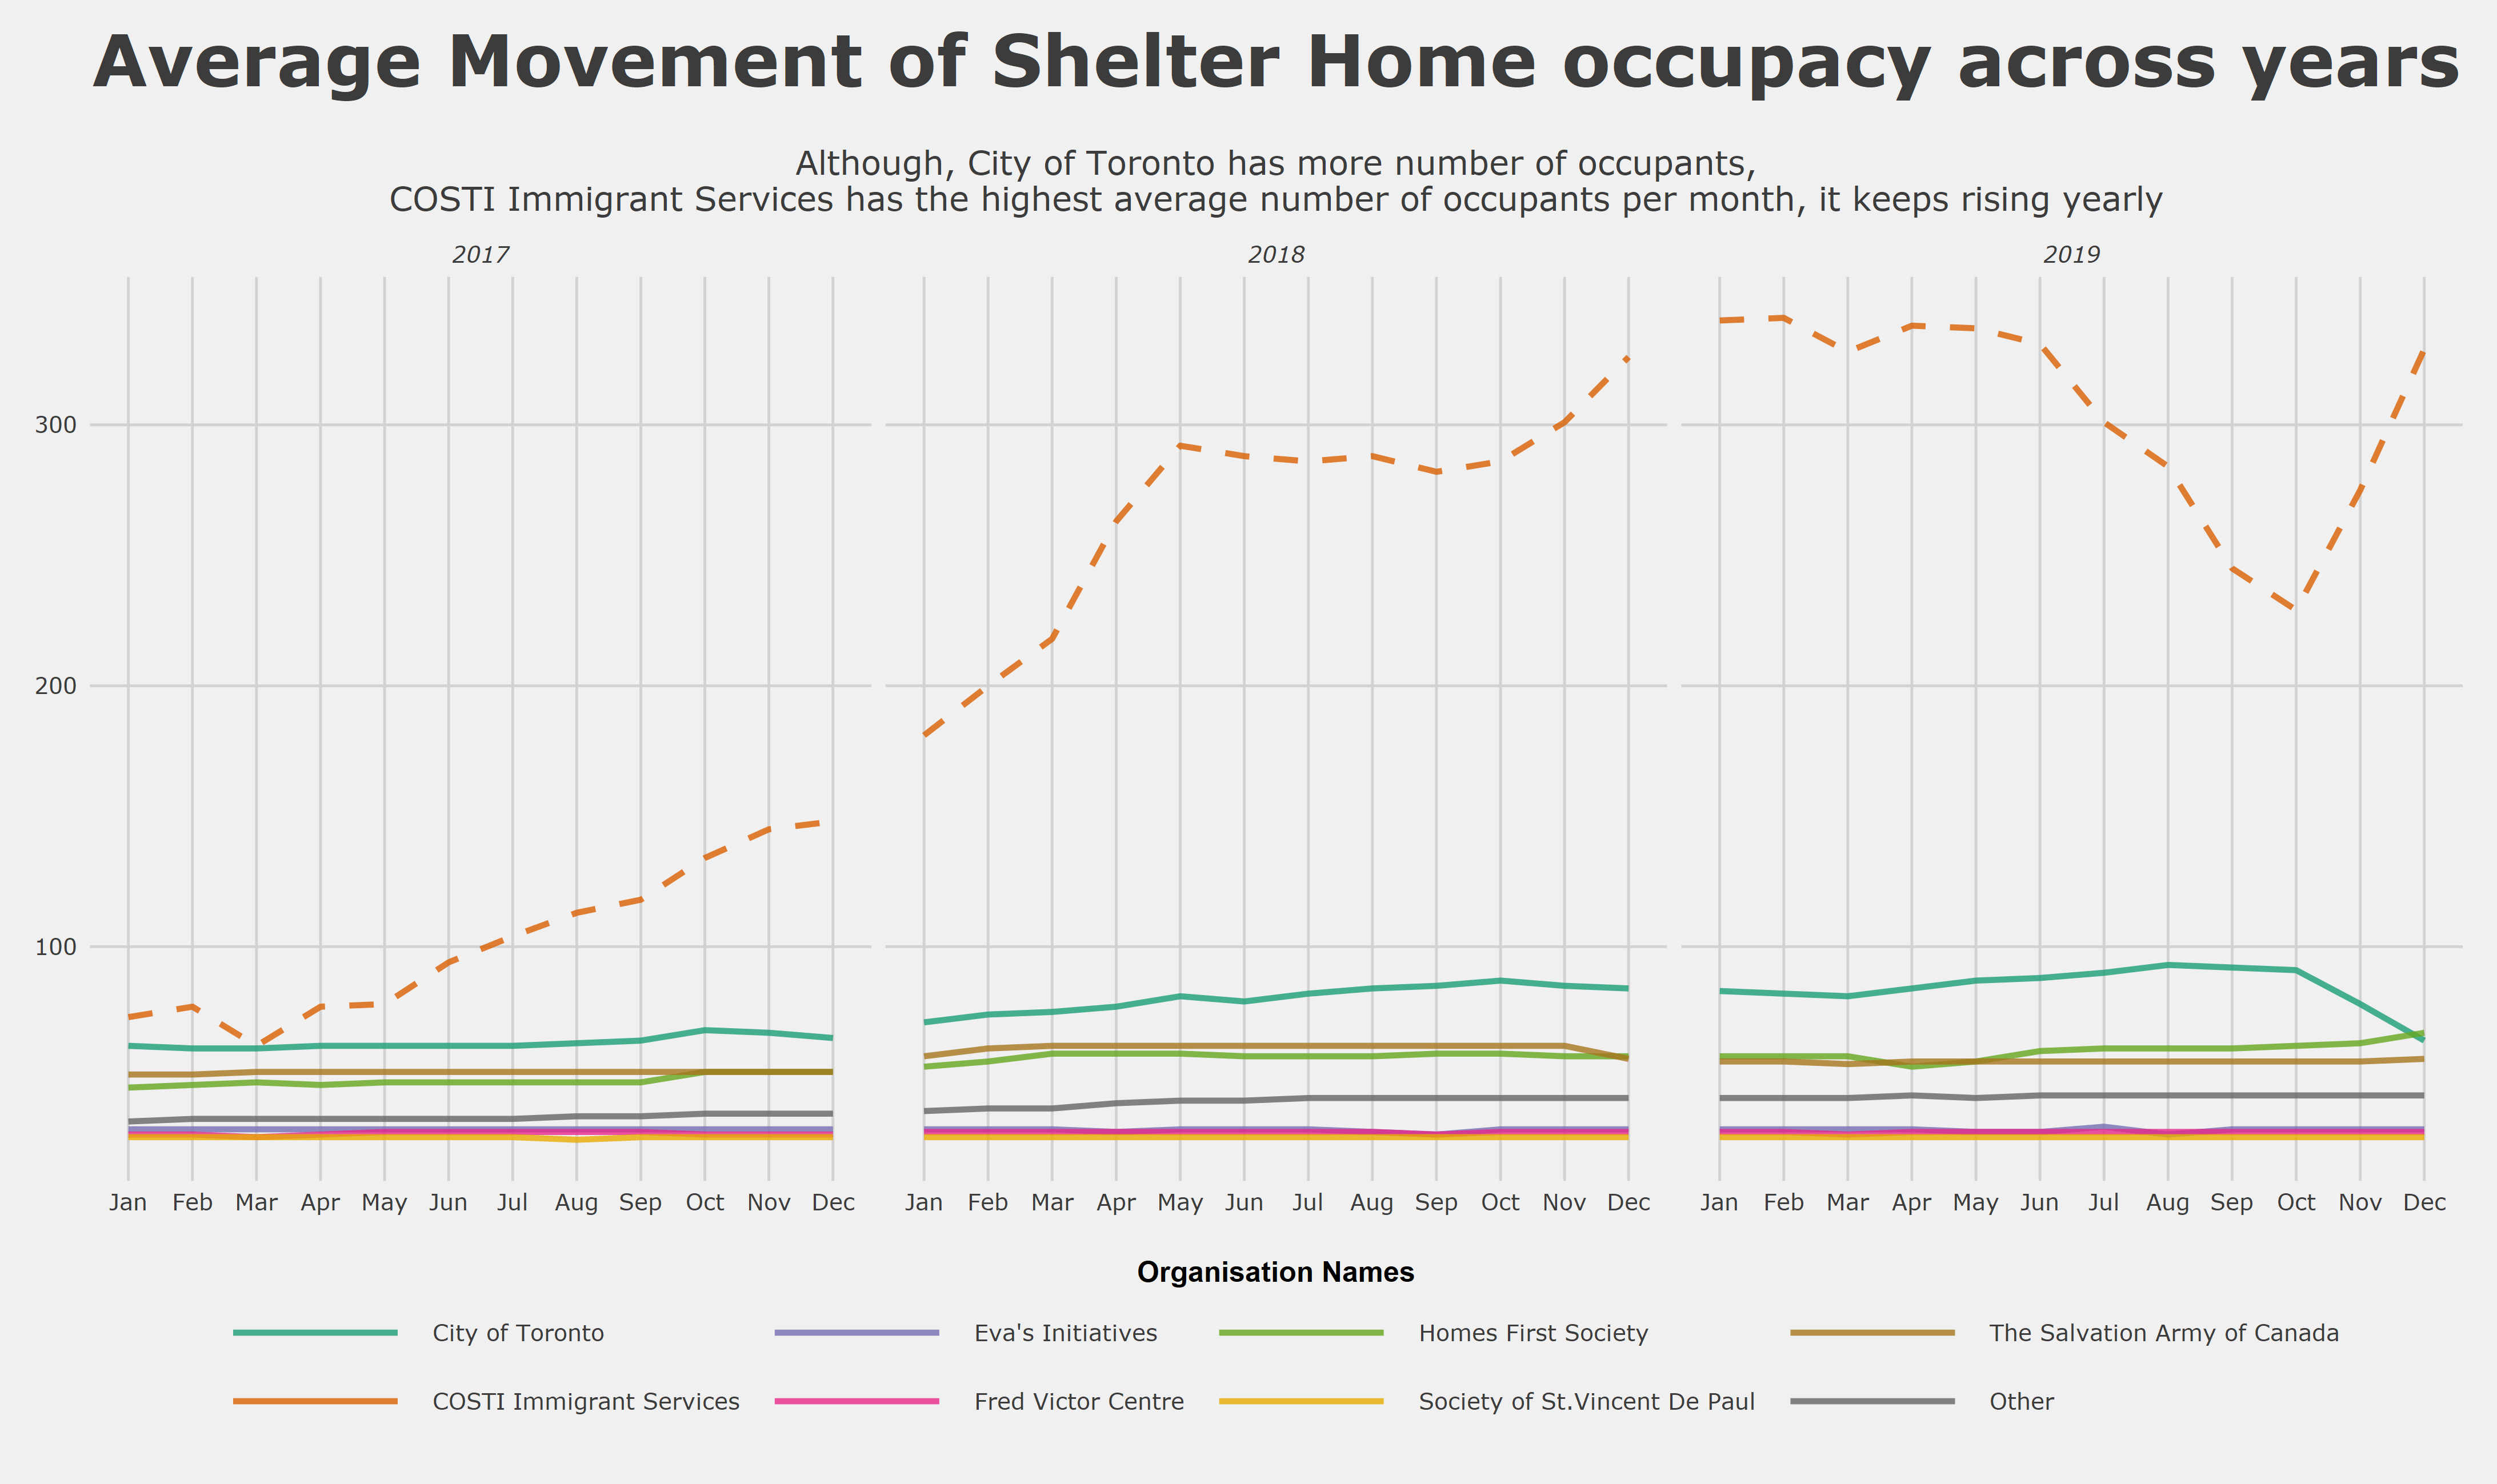 Average Movement of Shelter Home occupacy across years
Although, City of Toronto has more number of occupants,
COSTI Immigrant Services has the highest average number of occupants per month, it keeps rising yearly
2017 2018 2019
300
200
100
Jan Feb Mar Apr May Jun Jul Aug Sep Oct Nov Dec Jan Feb Mar Apr May Jun Jul Aug Sep Oct Nov Dec Jan Feb Mar Apr May Jun Jul Aug Sep Oct Nov Dec
Organisation Names
City of Toronto Eva's Initiatives Homes First Society The Salvation Army of Canada
COSTI Immigrant Services Fred Victor Centre Society of St.Vincent De Paul Other